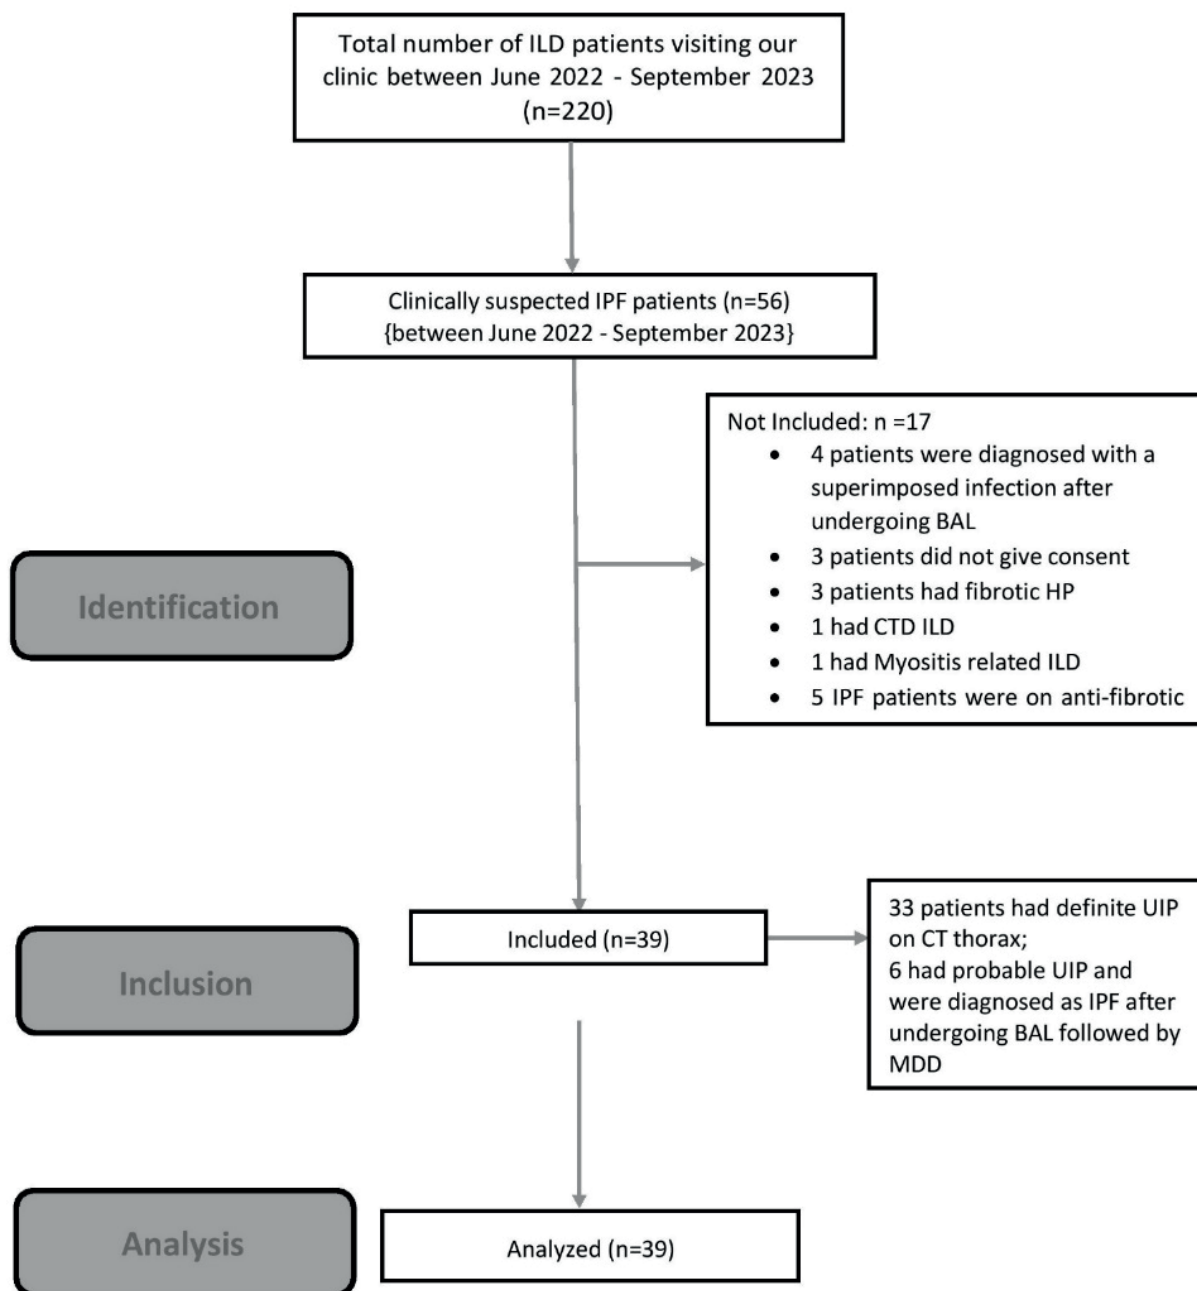 Total number of ILD patients visiting our
clinic between June 2022 - September 2023
(n=220)
Clinically suspected IPF patients (n=56)
{between June 2022 - September 2023}
Not Included: n =17
• 4 patients were diagnosed with a
superimposed infection after
undergoing BAL
• 3 patients did not give consent
• 3 patients had fibrotic HP
• 1 had CTD ILD
• 1 had Myositis related ILD
• 5 IPF patients were on anti-fibrotic
Identification
Included (n=39)
33 patients had definite UIP
on CT thorax;
6 had probable UIP and
were diagnosed as IPF after
undergoing BAL followed by
MDD
Inclusion
Analysis
Analyzed (n=39)